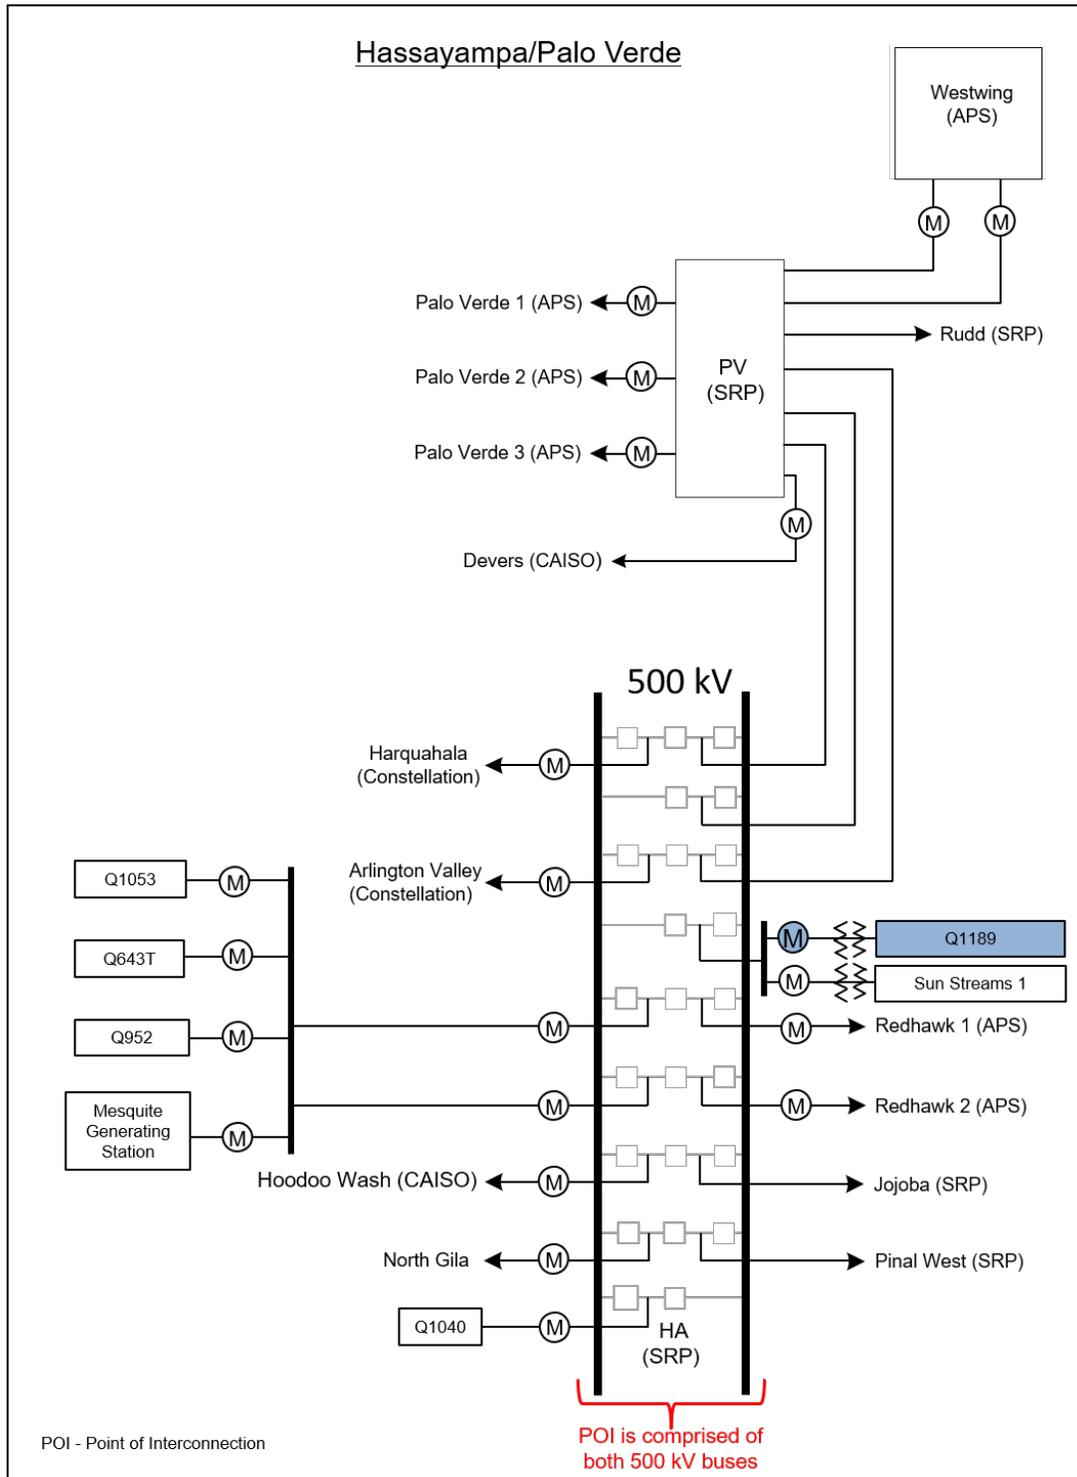 Hassayampa/Palo Verde
Westwing
(APS)
M
M
Palo Verde 1 (APS)
M
Rudd (SRP)
PV
(SRP)
Palo Verde 2 (APS)
M
Palo Verde 3 (APS)
M
M
Devers (CAISO)
500 kV
Harquahala
(Constellation)
M
Arlington Valley
(Constellation)
M
Q1053
M
M
Q1189
Q643T
M
M
Sun Streams 1
Q952
M
M
M
Redhawk 1 (APS)
Mesquite
Generating
Station
M
M
M
Redhawk 2 (APS)
Hoodoo Wash (CAISO)
M
Jojoba (SRP)
North Gila
M
Pinal West (SRP)
Q1040
M
HA
(SRP)
POI is comprised of
both 500 kV buses
POI - Point of Interconnection